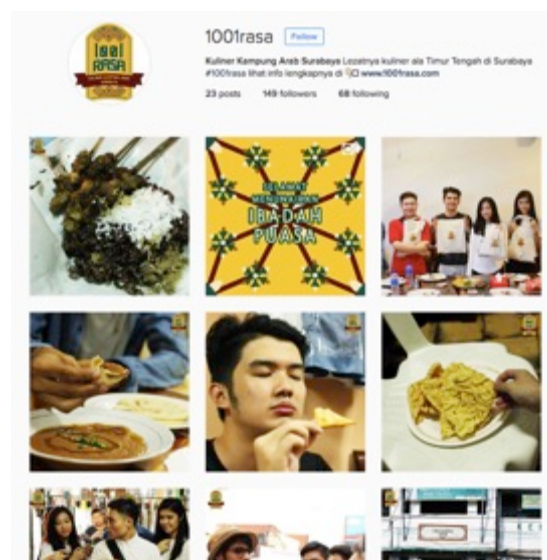 1001rasa Follow
Kuliner Kampung Arab Surabaya Lezatnya kuliner ala Timur Tengah di Surabaya
#1001rasa lihat info lengkapnya di www.1001rasa.com
23 posts 149 followers 68 following
1001
RASA
SELAMAT
MENUNAIKAN
IBADAH
PUASA